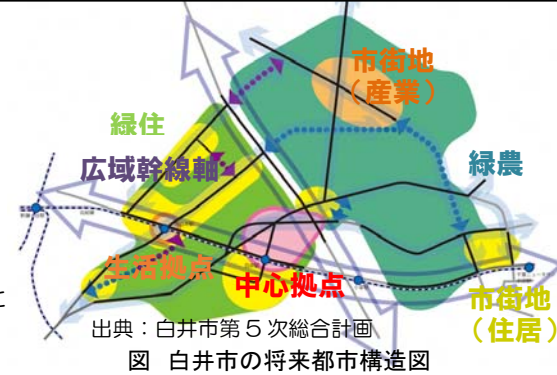 市街地
（産業）
緑住
広域幹線軸
緑農
生活拠点
中心拠点
市街地
（住居）
に
出典：白井市第５次総合計画
図 白井市の将来都市構造図